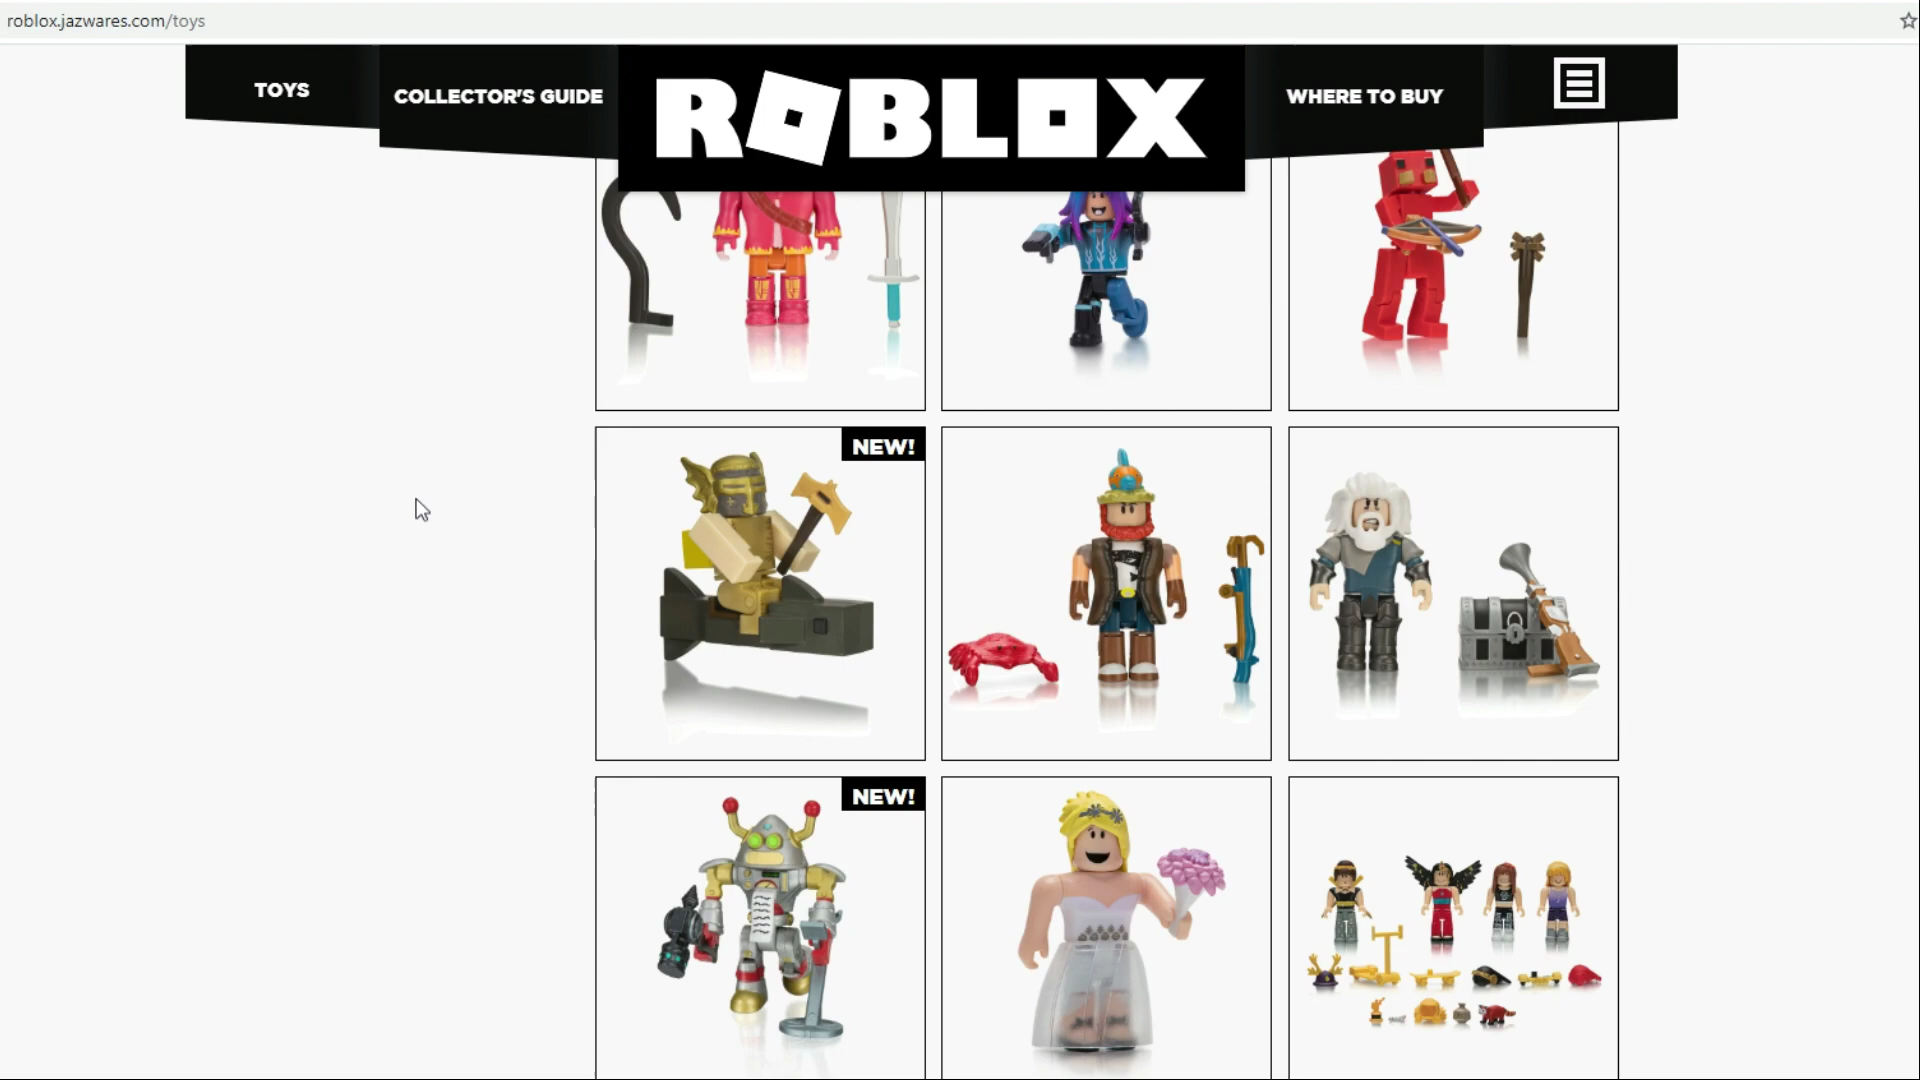 roblox.jazwares.com/toys
TOYS
COLLECTOR'S GUIDE
ROBLOX
WHERE TO BUY
NEW!
NEW!